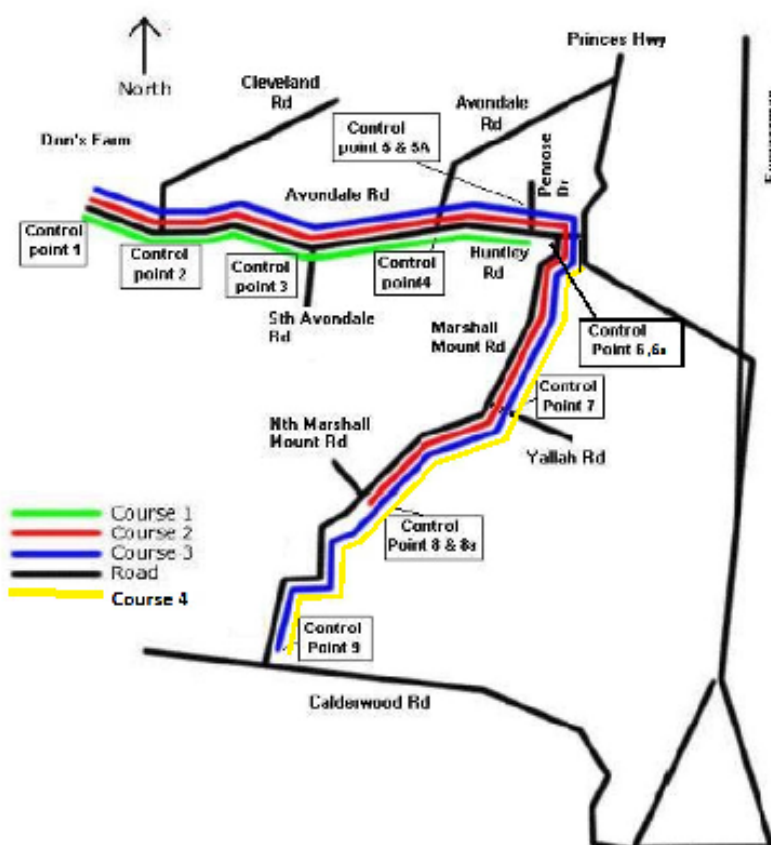 Princes Hwy
North
Cleveland
Rd
Avondale
Rd
Control
point 5 & 5A
Penrose
Dr
Don's Farm
Avondale Rd
Control
point 1
Control
point 2
Control
point 3
Control
point4
Huntley
Rd
Sth Avondale
Rd
Marshall
Mount Rd
Control
Point 6 ,6a
Control
Point 7
Nth Marshall
Mount Rd
Yallah Rd
Course 1
Course 2
Course 3
Road
Course 4
Control
Point 8 & 8a
Control
Point 9
Calderwood Rd